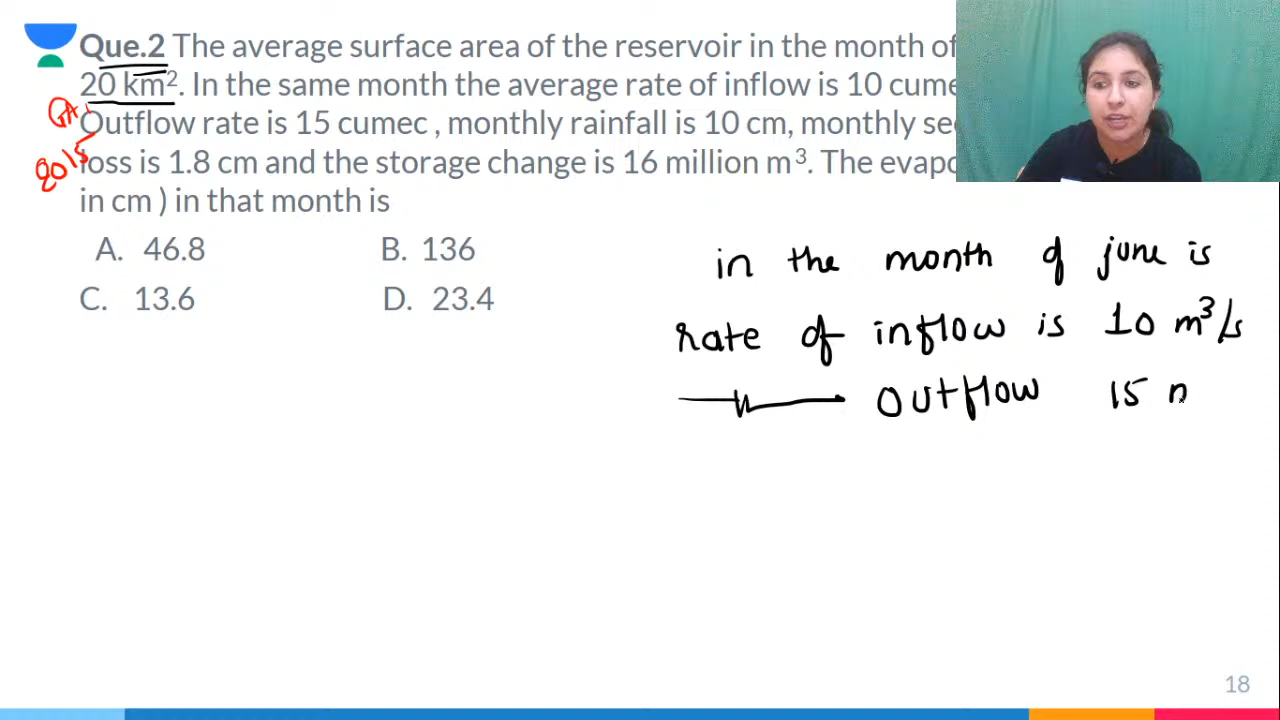 Que.2 The average surface area of the reservoir in the month of
20 km². In the same month the average rate of inflow is 10 cume
Outflow rate is 15 cumec , monthly rainfall is 10 cm, monthly se
loss is 1.8 cm and the storage change is 16 million m³. The evapo
in cm ) in that month is
A. 46.8 B. 136
C. 13.6 D. 23.4
2015
in the month of june is
rate of inflow is 10 m³/s
outflow 15
18